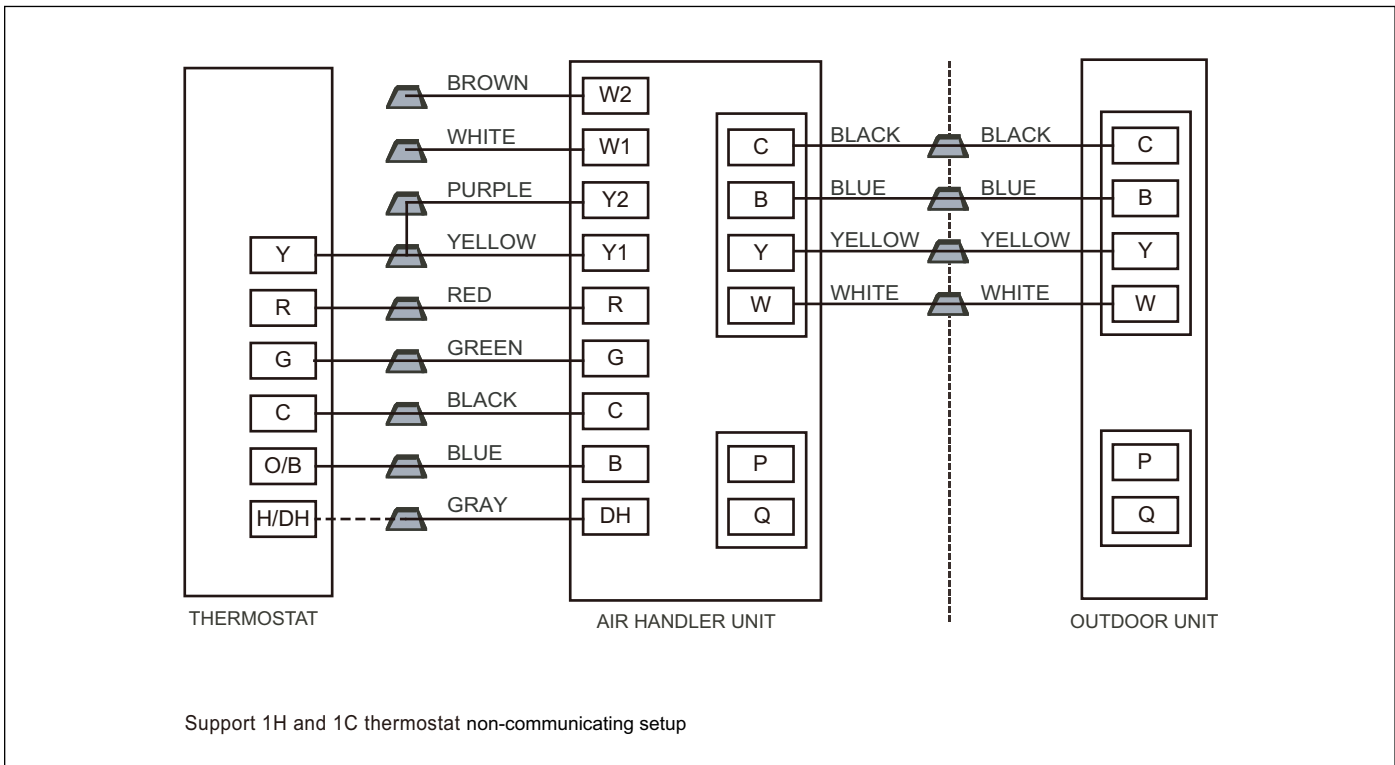 BROWN W2
WHITE W1 C BLACK BLACK C
PURPLE Y2 B BLUE BLUE B
Y YELLOW Y1 Y YELLOW YELLOW Y
R RED R W WHITE WHITE W
G GREEN G
C BLACK C
O/B BLUE B P P
H/DH GRAY DH Q Q
THERMOSTAT AIR HANDLER UNIT OUTDOOR UNIT
Support 1H and 1C thermostat non-communicating setup